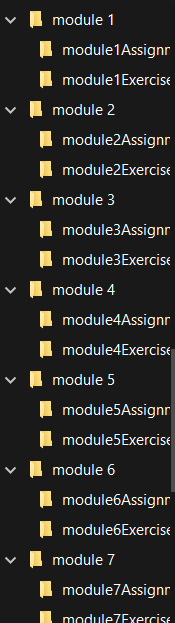 module 1
module1Assignr
module1Exercise
module 2
module2Assignr
module2Exercise
module 3
module3Assignr
module3Exercise
module 4
module4Assignr
module4Exercise
module 5
module5Assignr
module5Exercise
module 6
module6Assignr
module6Exercise
module 7
module7Assignr
module7Exercise